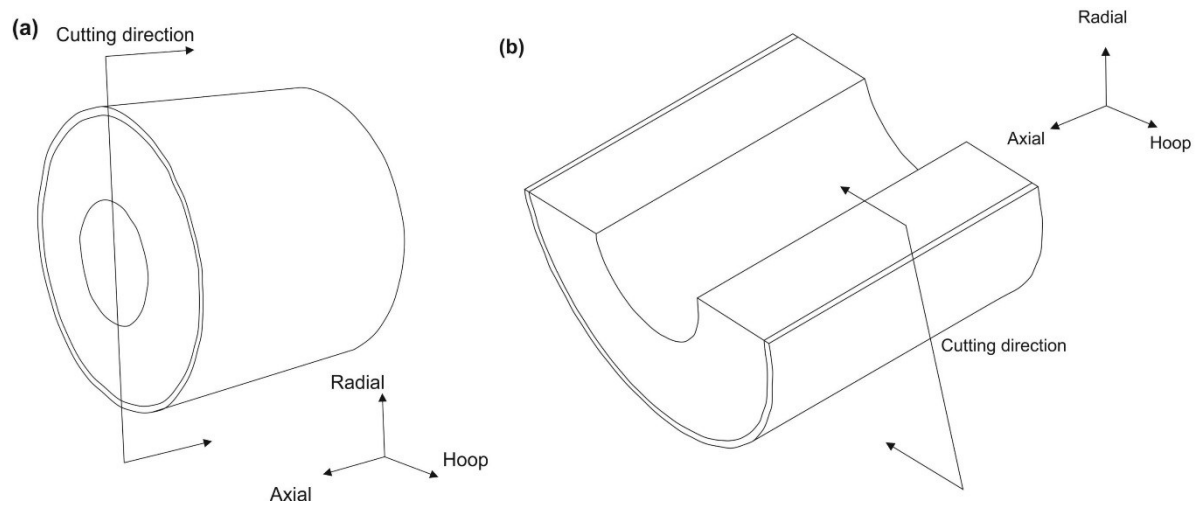 (a)
Cutting direction
Radial
Hoop
Axial
(b)
Radial
Axial
Hoop
Cutting direction